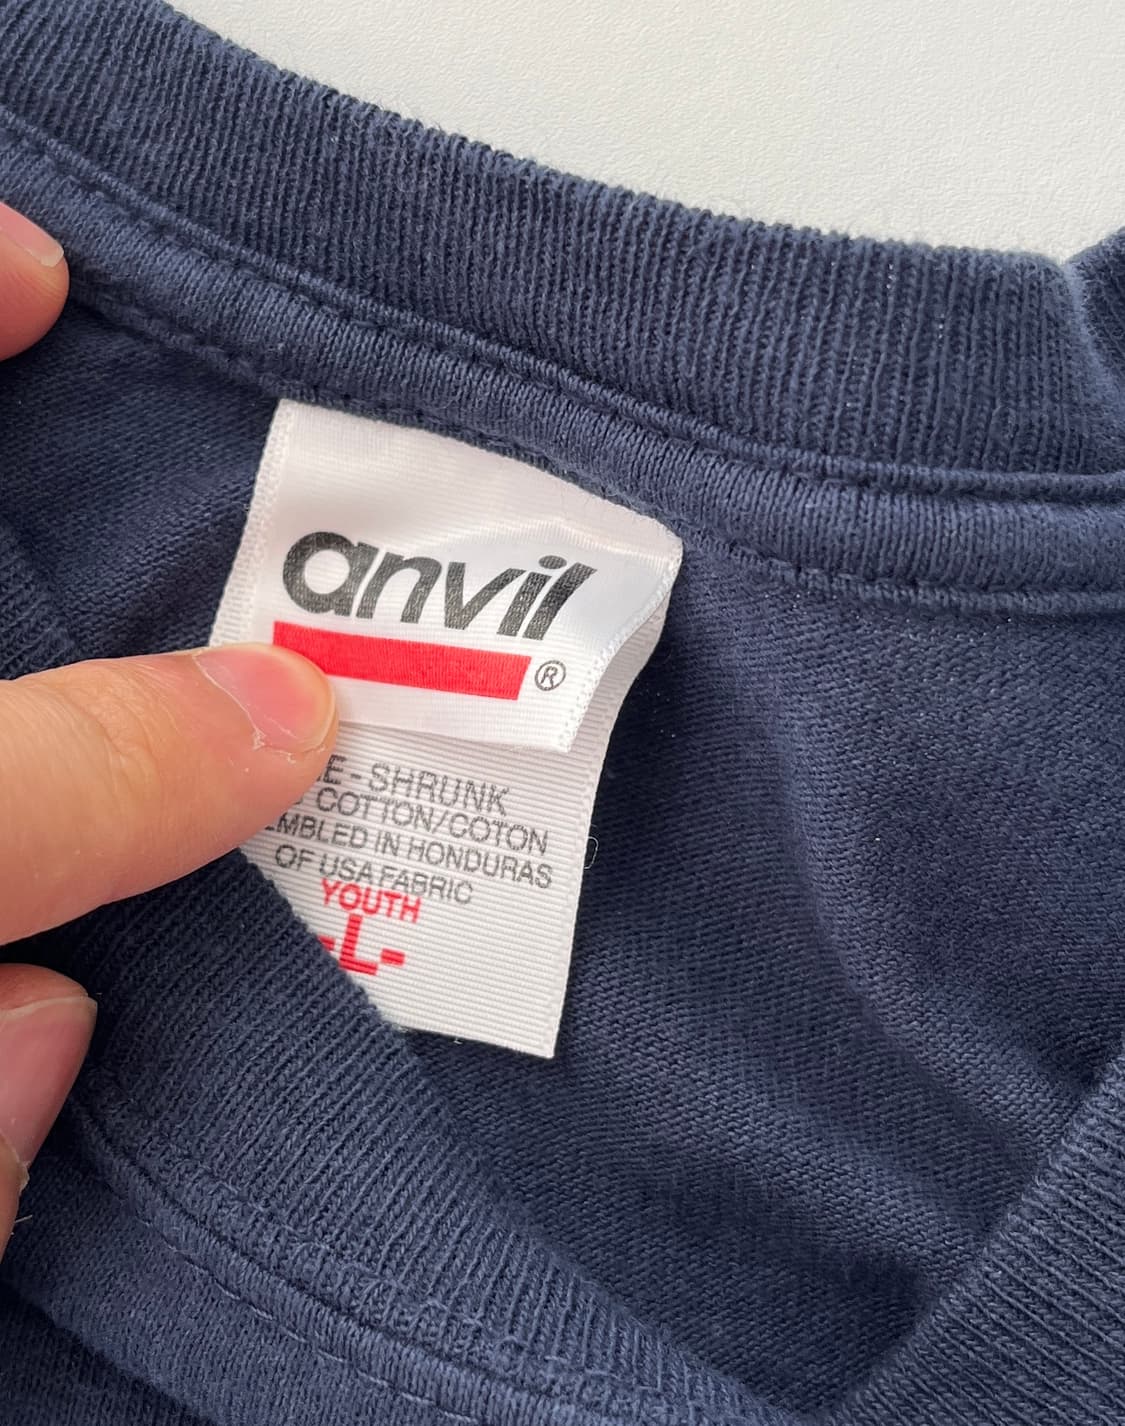 anvil
®
E-SHRUNK
COTTON/COTON
EMBLED IN HONDURAS
OF USA FABRIC
YOUTH
-L-